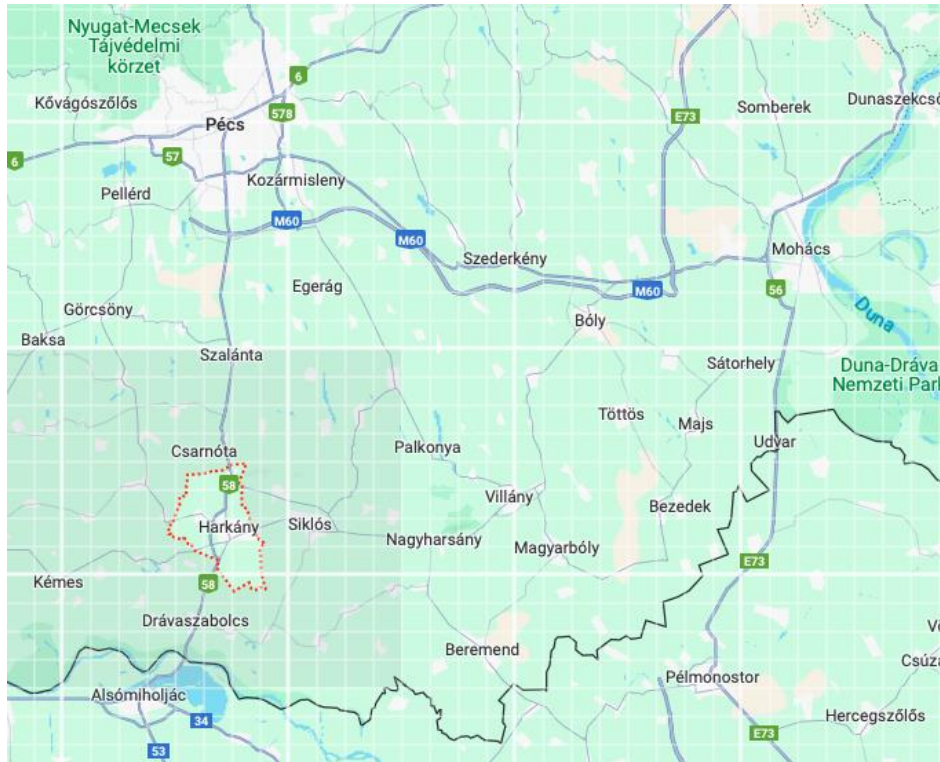 Nyugat-Mecsek
Tájvédelmi
körzet
6
Kővágószőlős
578
Somberek
Dunaszekcső
Pécs
E73
6
57
Pellérd
Kozármisleny
M60
M60
Szederkény
Mohács
Egerág
M60
56
Görcsöny
Bóly
Duna
Baksa
Szalánta
Sátorhely
Duna-Dráva
Nemzeti Park
Töttös
Majs
Csarnóta
Palkonya
Udvar
58
Villány
Bezedek
Harkány
Siklós
Nagyharsány
Magyarbóly
E73
Kémes
58
Drávaszabolcs
Beremend
Pélmonostor
Alsómiholjác
34
Hercegszőlős
53
E73